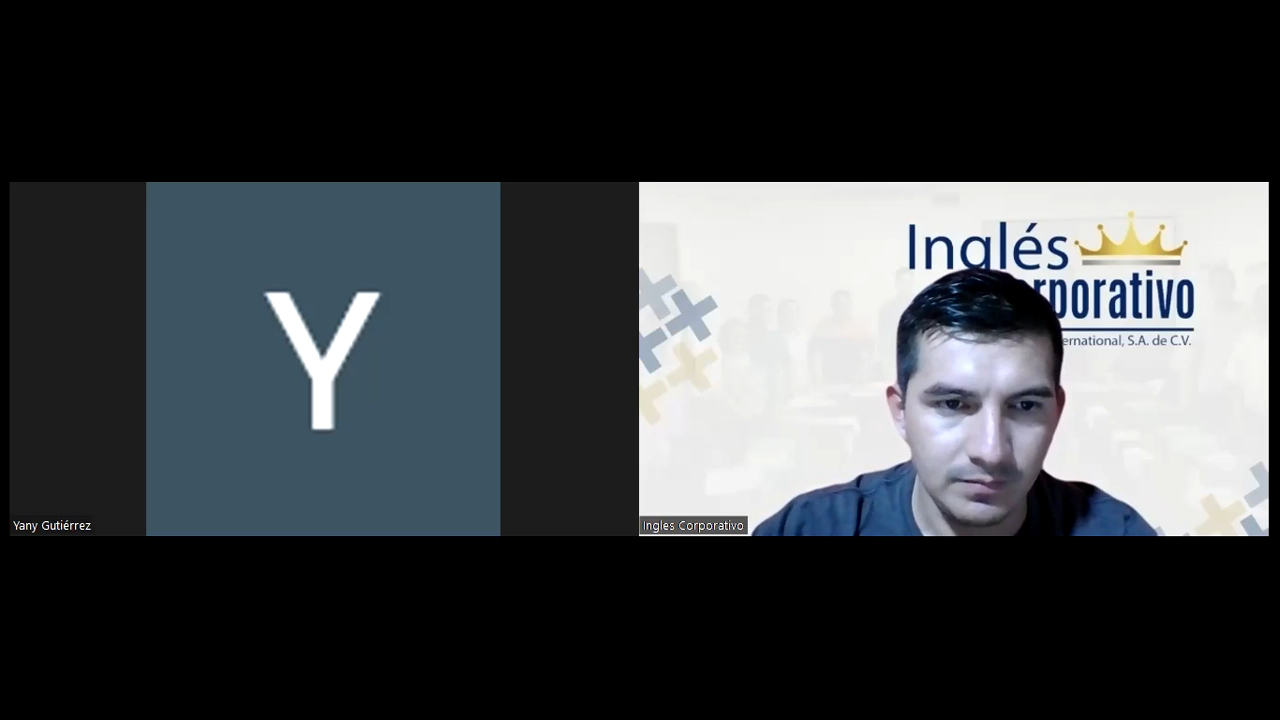 Y
Yany Gutiérrez
Inglés
rporativo
ernational, S.A. de C.V.
Ingles Corporativo